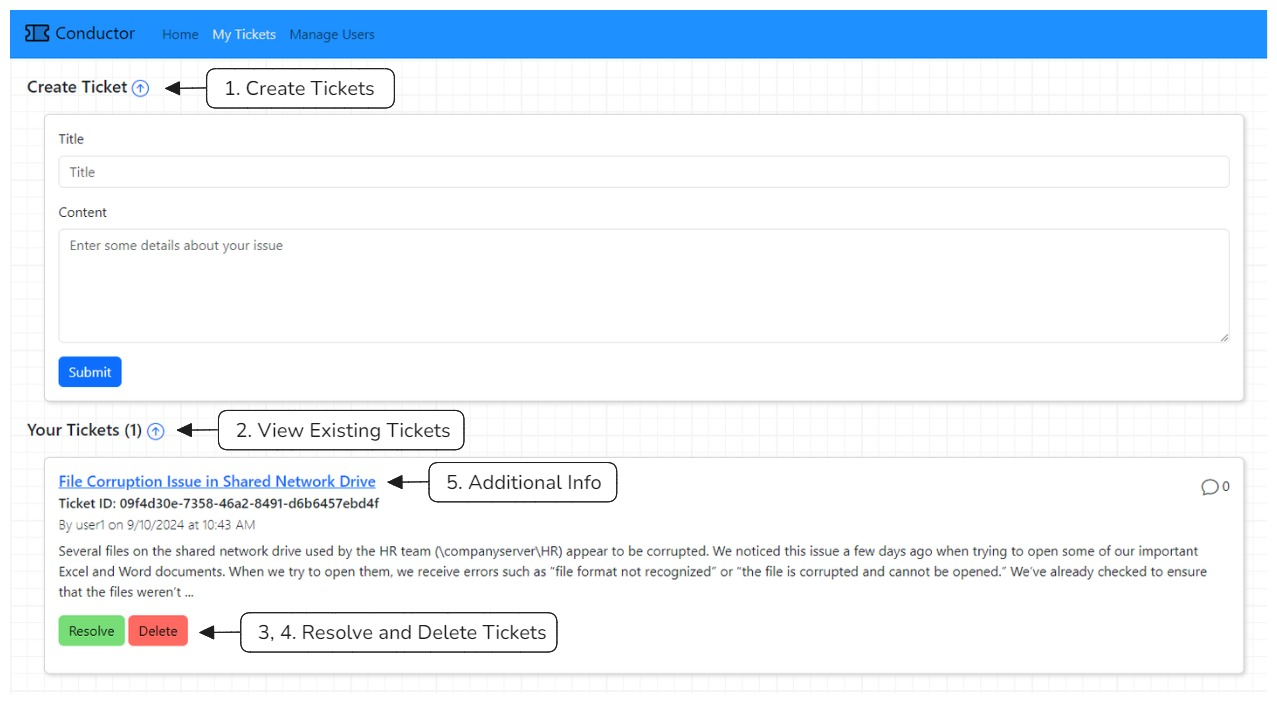 Conductor Home My Tickets Manage Users
Create Ticket 1. Create Tickets
Title
Title
Content
Enter some details about your issue
Submit
Your Tickets (1) 2. View Existing Tickets
File Corruption Issue in Shared Network Drive 5. Additional Info 0
Ticket ID: 09f4d30e-7358-46a2-8491-d6b6457ebd4f
By user1 on 9/10/2024 at 10:43 AM
Several files on the shared network drive used by the HR team (\companyserver\HR) appear to be corrupted. We noticed this issue a few days ago when trying to open some of our important
Excel and Word documents. When we try to open them, we receive errors such as “file format not recognized” or “the file is corrupted and cannot be opened.” We’ve already checked to ensure
that the files weren’t ...
Resolve Delete 3, 4. Resolve and Delete Tickets